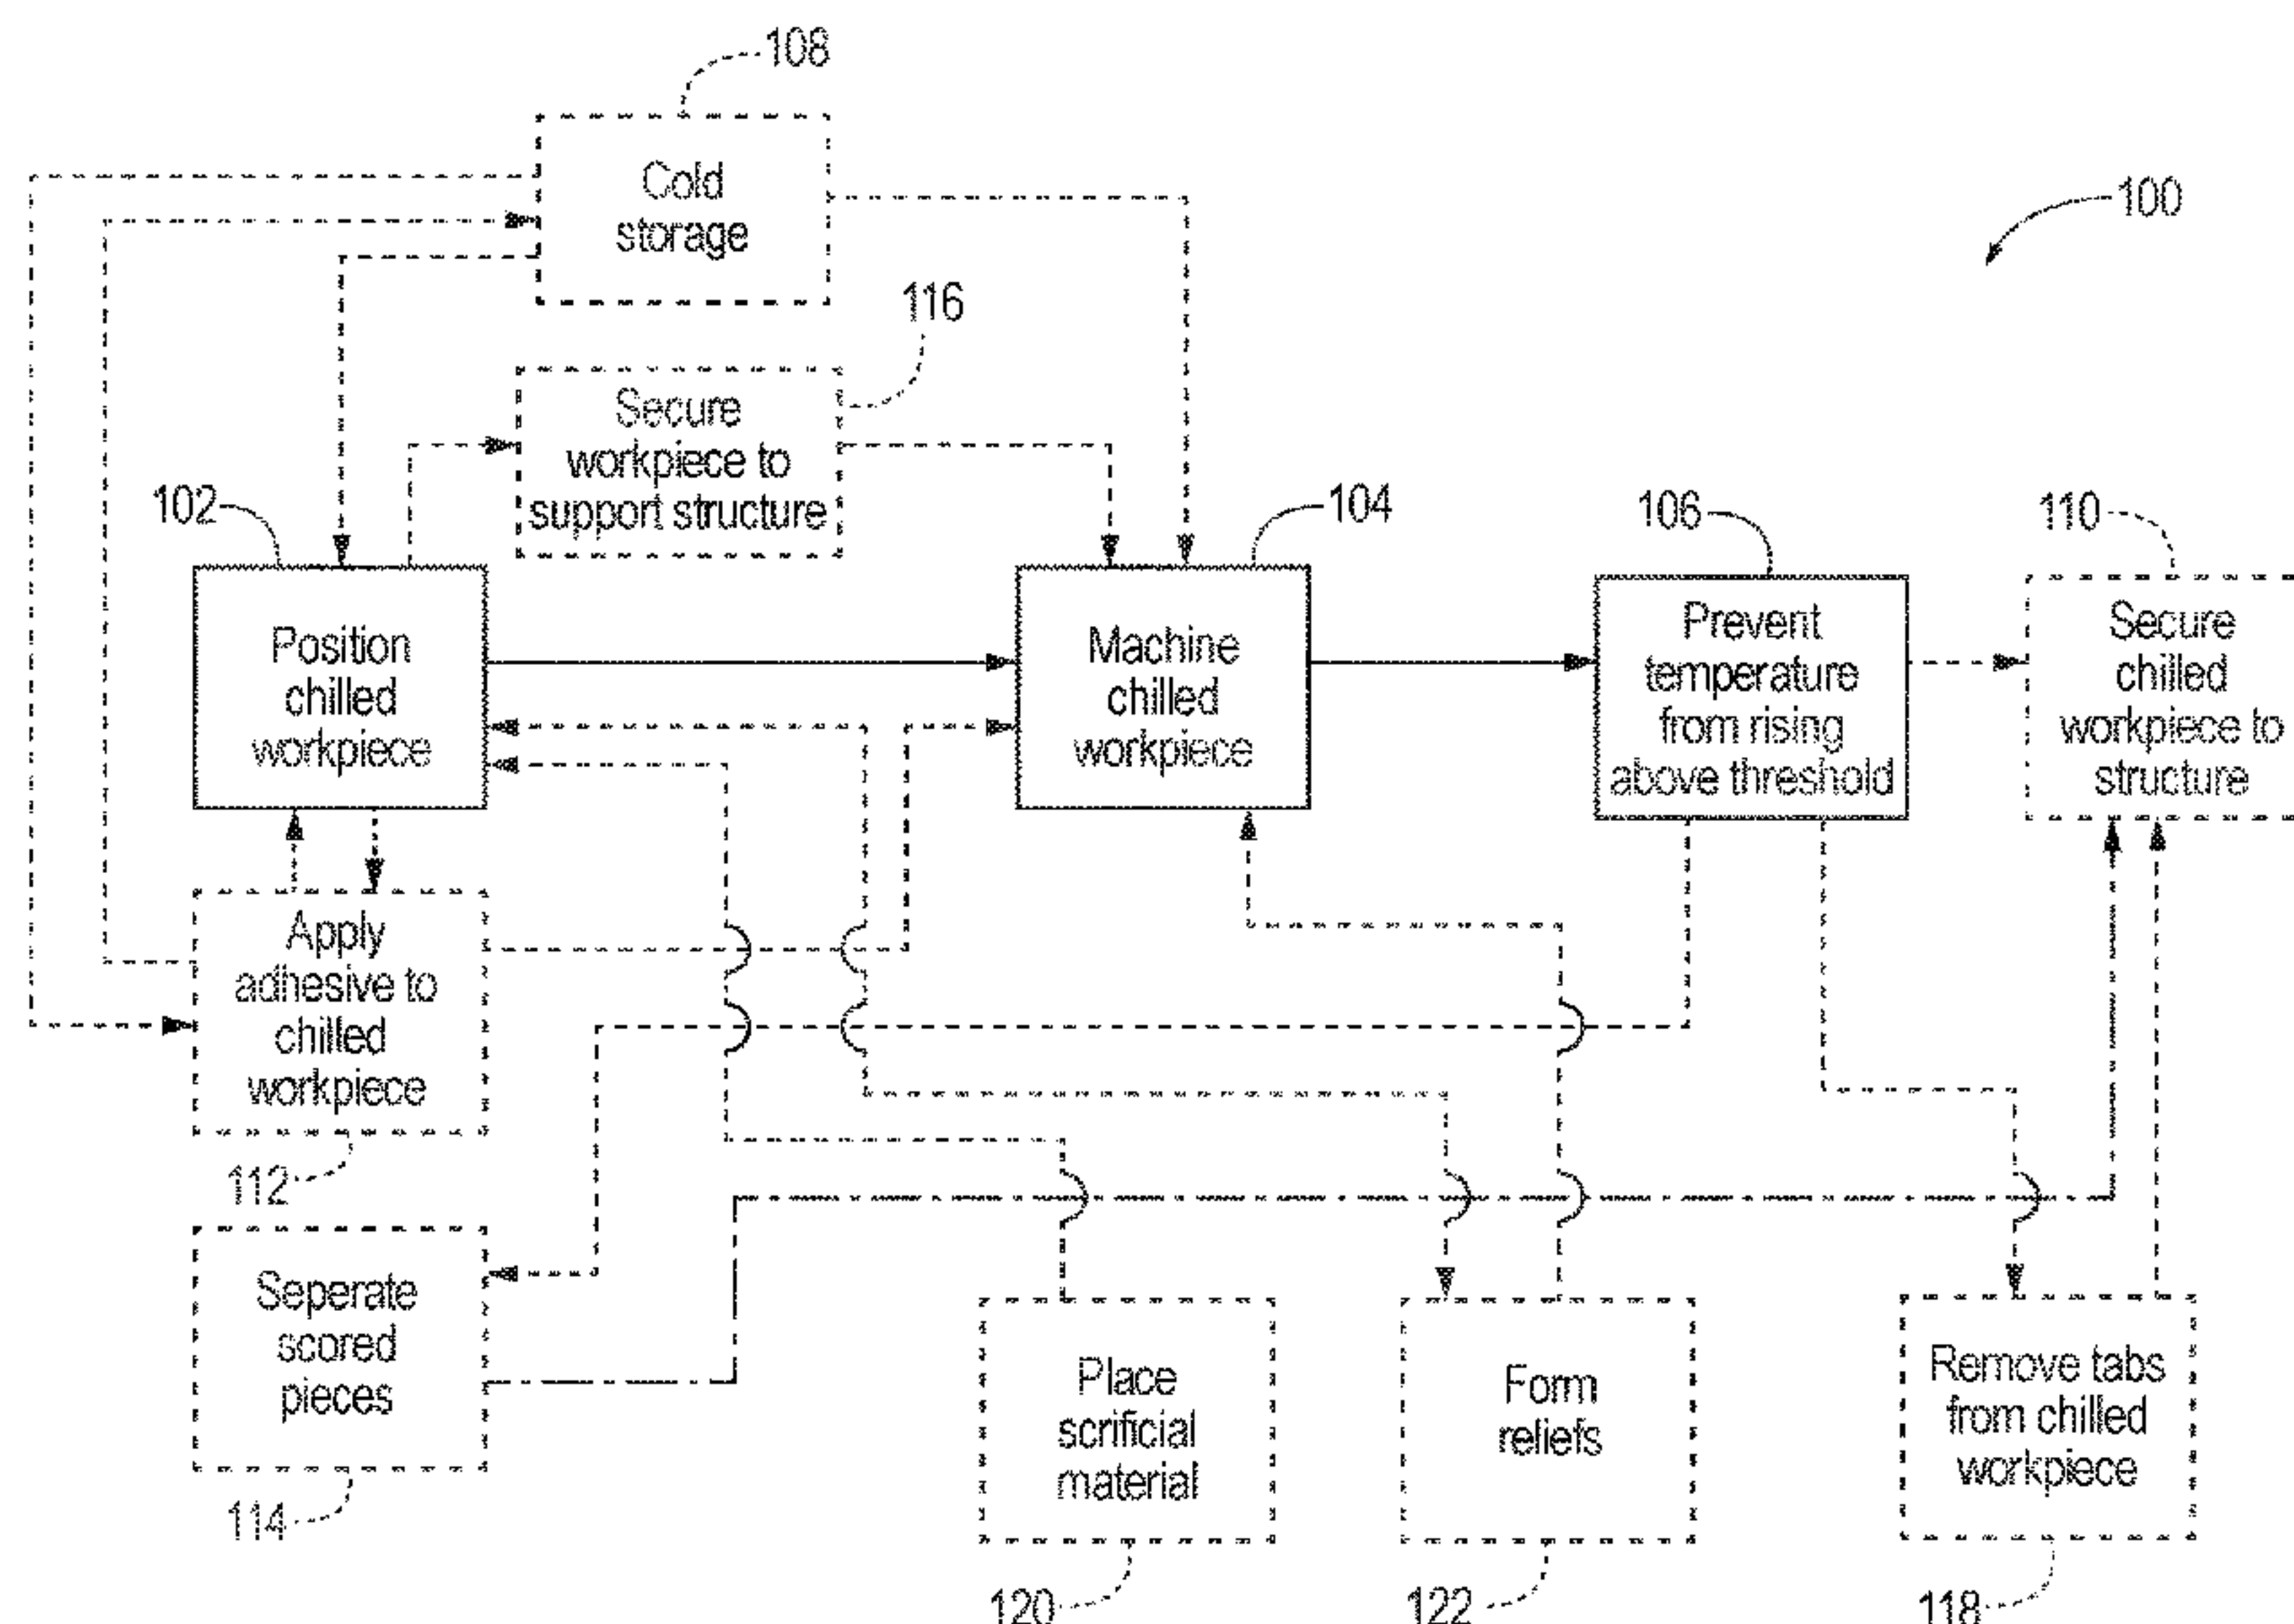 108
Cold
storage
100
116
Secure
workpiece to
support structure
102
104
106
110
Position
chilled
workpiece
Machine
chilled
workpiece
Prevent
temperature
from rising
above threshold
Secure
chilled
workpiece to
structure
Apply
adhesive to
chilled
workpiece
112
Seperate
scored
pieces
114
Place
scrificial
material
120
Form
reliefs
122
Remove tabs
from chilled
workpiece
118